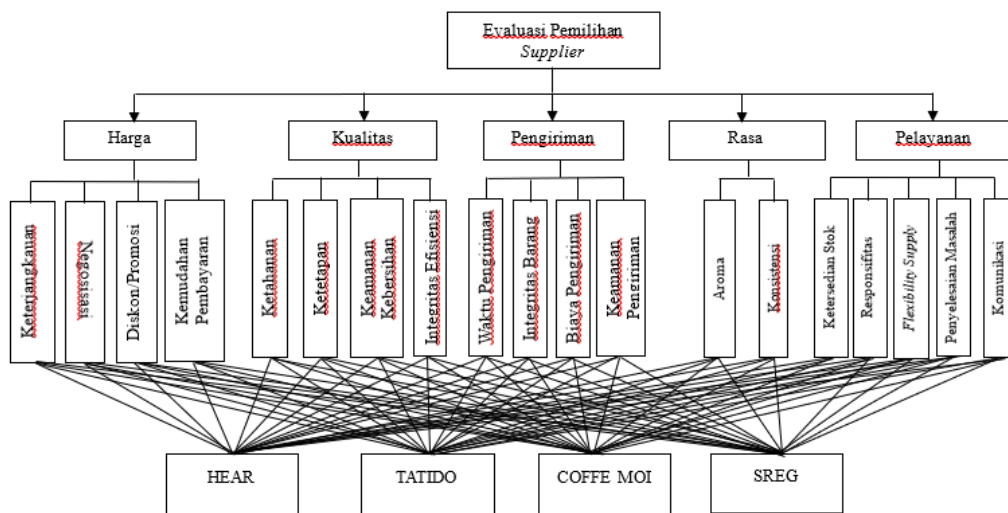 Evaluasi Pemilihan
Supplier
Harga
Kualitas
Pengiriman
Rasa
Pelayanan
Keterjangkauan
Negosisasi
Diskon/Promosi
Kemudahan
Pembayaran
Ketahanan
Ketetapan
Keamanan
Kebersihan
Integritas Efisiensi
Waktu Pengiriman
Integritas Barang
Biaya Pengiriman
Keamanan
Pengiriman
Aroma
Konsistensi
Ketersedian Stok
Responsifitas
Flexibility Supply
Penyelesaian Masalah
Komunikasi
HEAR
TATIDO
COFFE MOI
SREG